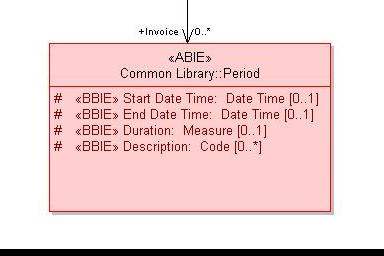 +Invoice 0..*
«ABIE»
Common Library::Period
# «BBIE» Start Date Time: Date Time [0..1]
# «BBIE» End Date Time: Date Time [0..1]
# «BBIE» Duration: Measure [0..1]
# «BBIE» Description: Code [0..*]